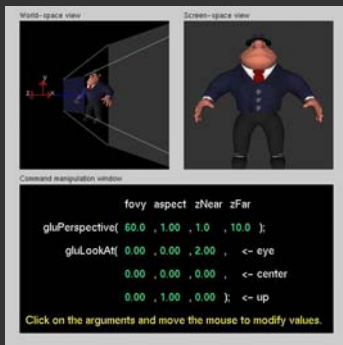 World-space view
Screen-space view
Command manipulation window
fovy aspect zNear zFar
gluPerspective( 60.0 , 1.00 , 1.0 , 10.0 );
gluLookAt( 0.00 , 0.00 , 2.00 , <- eye
0.00 , 0.00 , 0.00 , <- center
0.00 , 1.00 , 0.00 ); <- up
Click on the arguments and move the mouse to modify values.